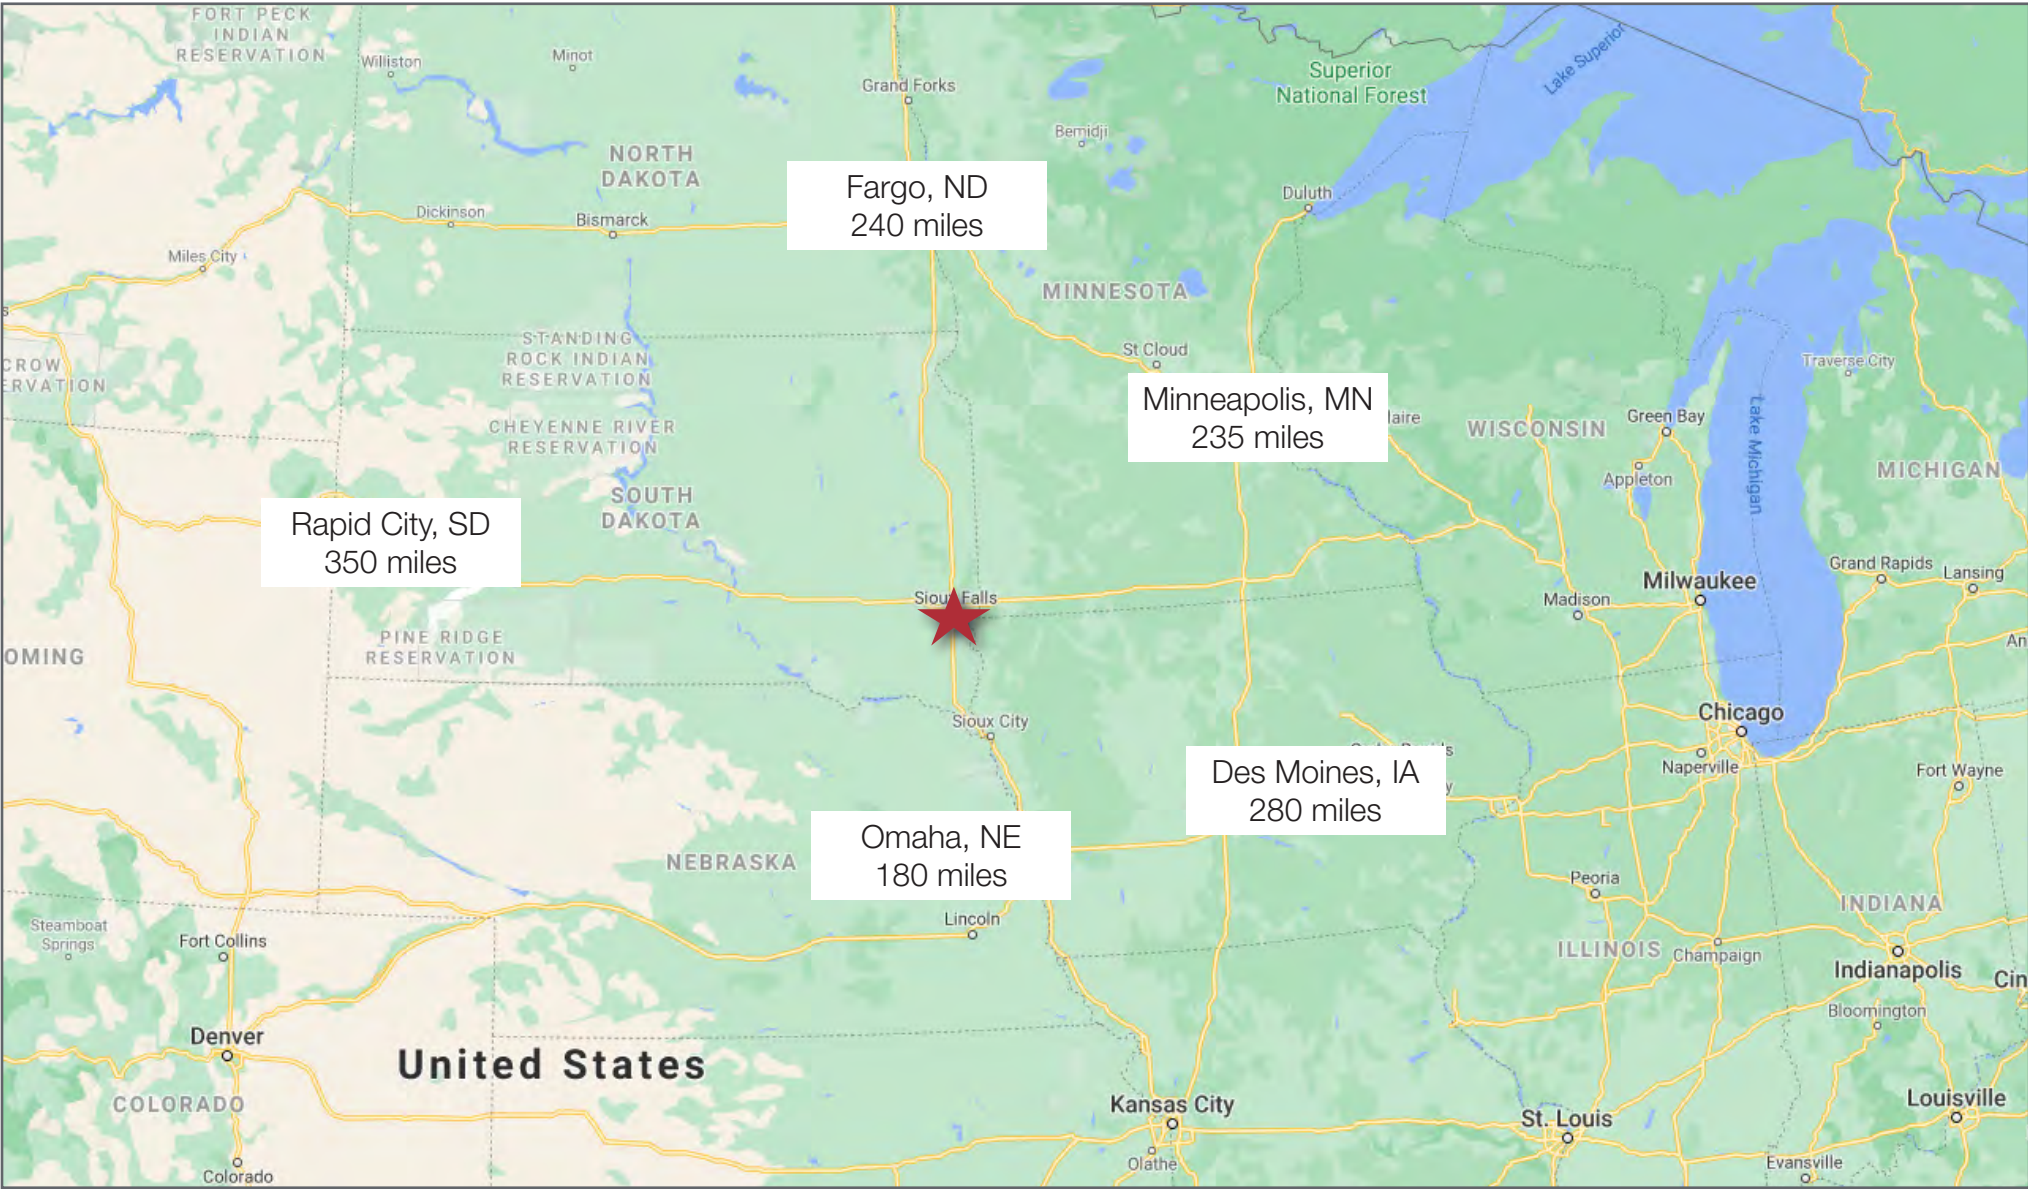 FORT PECK
INDIAN
RESERVATION
Williston
Minot
Grand Forks
Superior
National Forest
Lake Superior
Bemidji
NORTH
DAKOTA
Fargo, ND
240 miles
Duluth
Dickinson
Bismarck
Miles City
MINNESOTA
STANDING
ROCK INDIAN
RESERVATION
St Cloud
Traverse City
CROW
ERVATION
Minneapolis, MN
235 miles
laire
WISCONSIN
Green Bay
Lake Michigan
CHEYENNE RIVER
RESERVATION
Appleton
MICHIGAN
SOUTH
DAKOTA
Rapid City, SD
350 miles
Grand Rapids
Lansing
Milwaukee
Madison
Sioux Falls
PINE RIDGE
RESERVATION
OMING
An
Sioux City
Chicago
Naperville
Fort Wayne
Des Moines, IA
280 miles
y
Omaha, NE
180 miles
NEBRASKA
Peoria
INDIANA
Lincoln
Steamboat
Springs
Fort Collins
ILLINOIS
Champaign
Indianapolis
Cin
Bloomington
Denver
United States
COLORADO
Kansas City
St. Louis
Louisville
Olathe
Evansville
Colorado